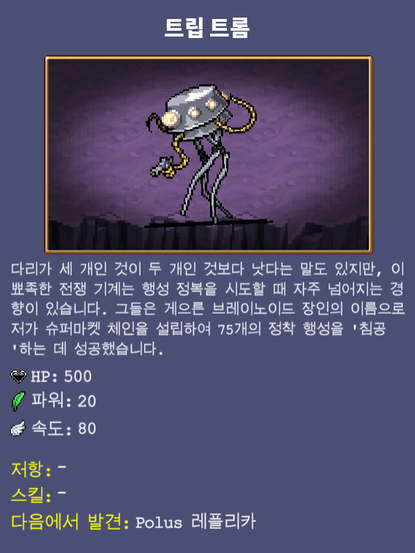 트립 트롬
다리가 세 개인 것이 두 개인 것보다 낫다는 말도 있지만, 이
뾰족한 전쟁 기계는 행성 정복을 시도할 때 자주 넘어지는 경
향이 있습니다. 그들은 게으른 브레이노이드 장인의 이름으로
저가 슈퍼마켓 체인을 설립하여 75개의 정착 행성을 '침공
'하는 데 성공했습니다.
HP: 500
파워: 20
속도: 80
저항: -
스킬: -
다음에서 발견: Polus 레플리카